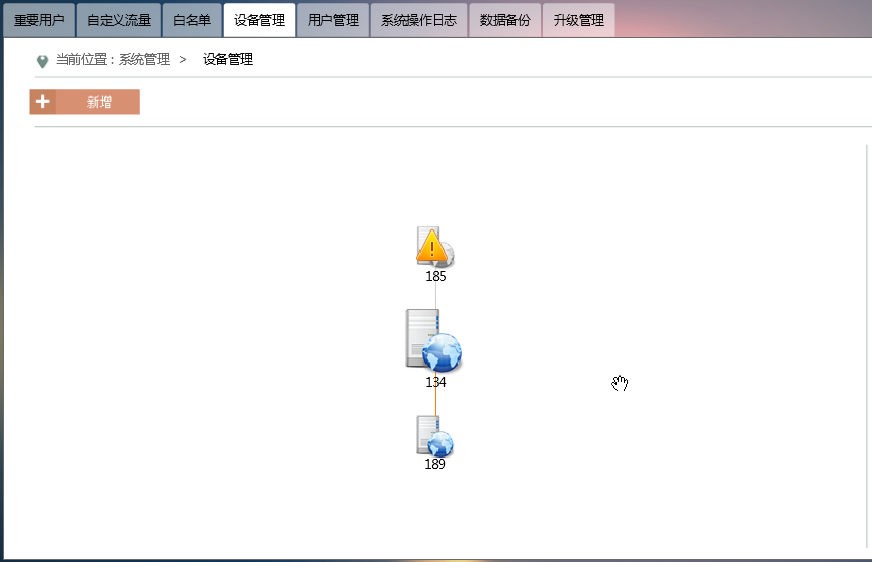 重要用户 自定义流量 白名单 设备管理 用户管理 系统操作日志 数据备份 升级管理
当前位置：系统管理 > 设备管理
新增
185
134
189